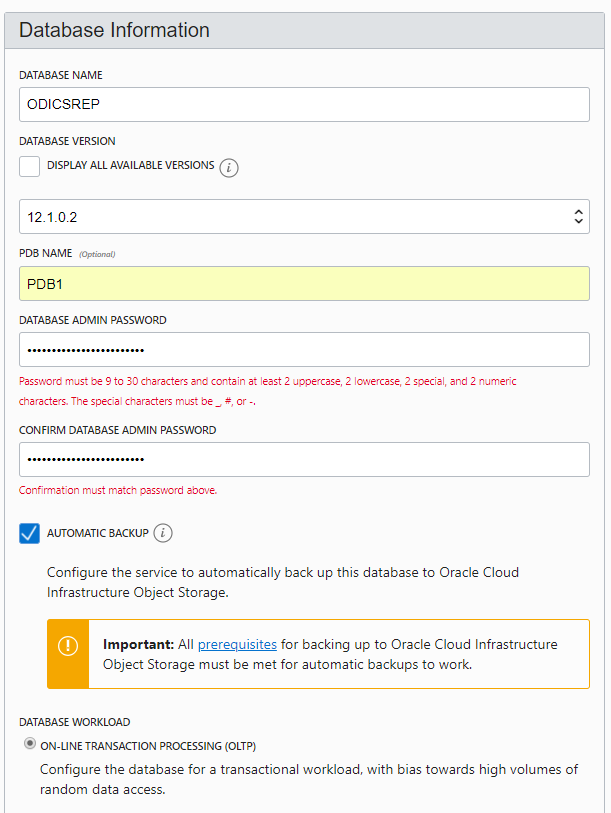 Database Information
DATABASE NAME
ODICSREP
DATABASE VERSION
DISPLAY ALL AVAILABLE VERSIONS i
12.1.0.2
PDB NAME (Optional)
PDB1
DATABASE ADMIN PASSWORD
••••••••••••••••••••••••
Password must be 9 to 30 characters and contain at least 2 uppercase, 2 lowercase, 2 special, and 2 numeric
characters. The special characters must be _, #, or -.
CONFIRM DATABASE ADMIN PASSWORD
••••••••••••••••••••••••
Confirmation must match password above.
AUTOMATIC BACKUP i
Configure the service to automatically back up this database to Oracle Cloud
Infrastructure Object Storage.
Important: All prerequisites for backing up to Oracle Cloud Infrastructure
Object Storage must be met for automatic backups to work.
DATABASE WORKLOAD
ON-LINE TRANSACTION PROCESSING (OLTP)
Configure the database for a transactional workload, with bias towards high volumes of
random data access.